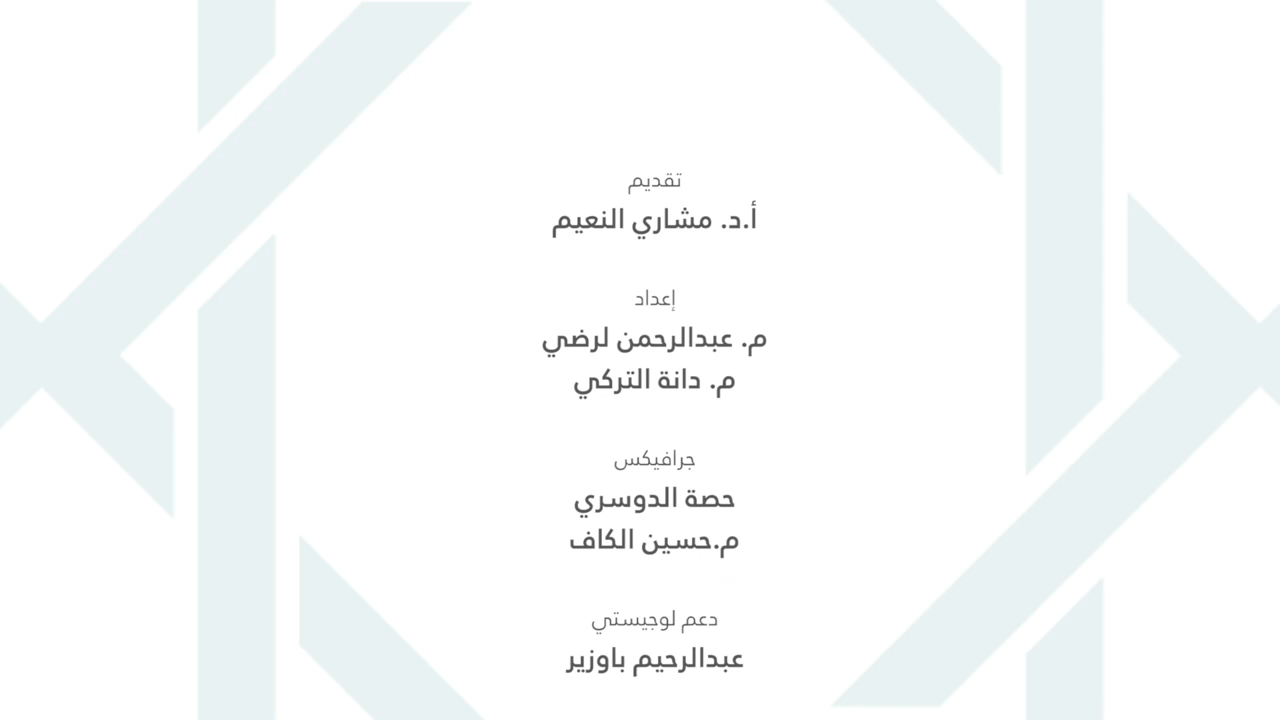 تقديم
أ.د. مشاري النعيم
إعداد
م. عبدالرحمن لرضي
م. دانة التركي
جرافيكس
حصة الدوسري
م.حسين الكاف
دعم لوجيستي
عبدالرحيم باوزير